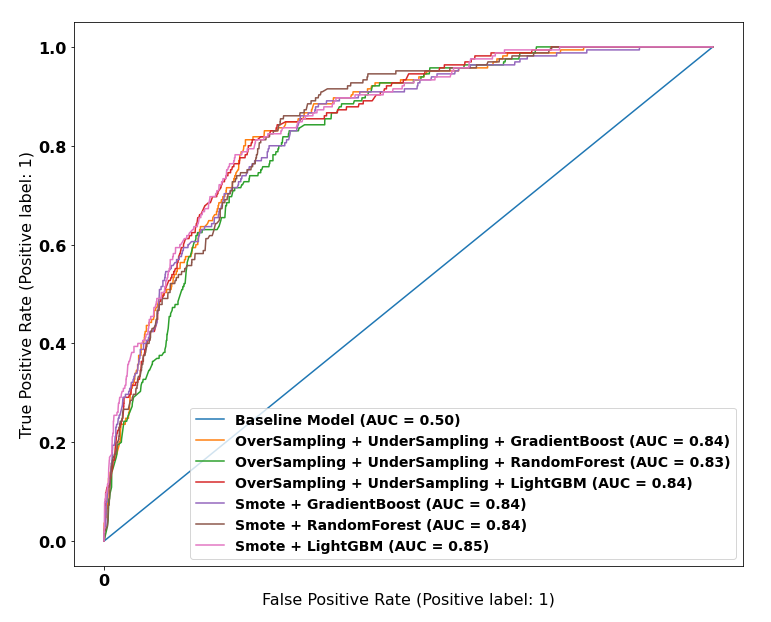 1.0
0.8
0.6
0.4
0.2
0.0
True Positive Rate (Positive label: 1)
Baseline Model (AUC = 0.50)
OverSampling + UnderSampling + GradientBoost (AUC = 0.84)
OverSampling + UnderSampling + RandomForest (AUC = 0.83)
OverSampling + UnderSampling + LightGBM (AUC = 0.84)
Smote + GradientBoost (AUC = 0.84)
Smote + RandomForest (AUC = 0.84)
Smote + LightGBM (AUC = 0.85)
0
False Positive Rate (Positive label: 1)